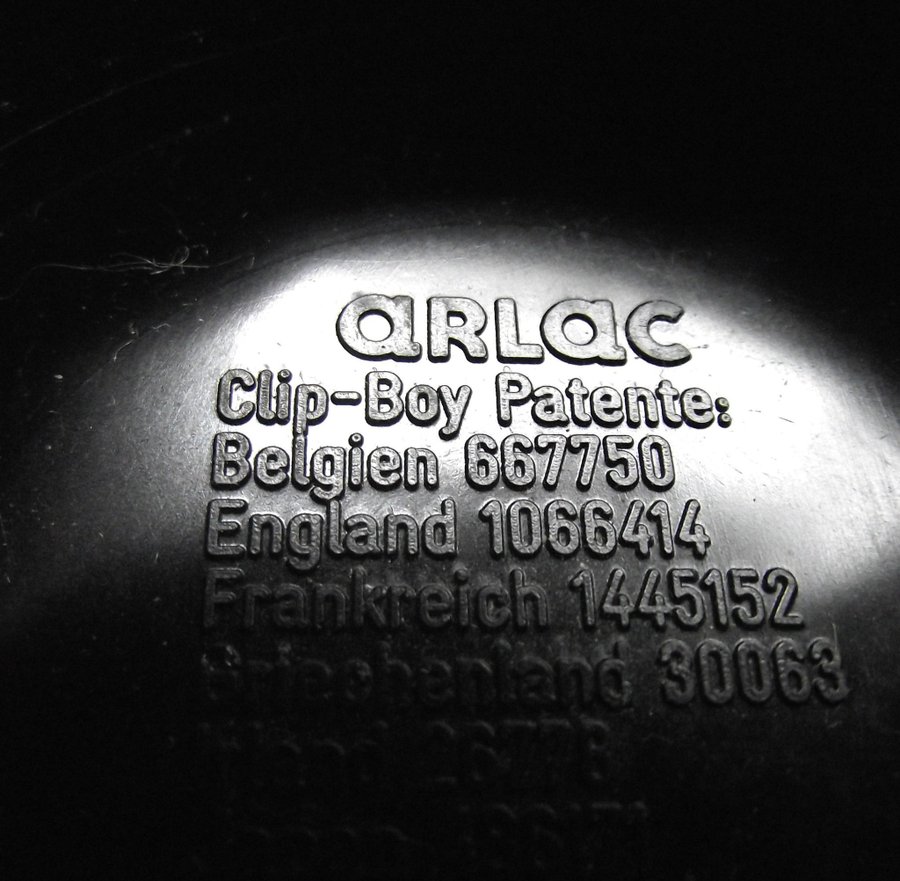 aRLac
Clip-Boy Patente:
Belgien 667750
England 1066414
Frankreich 1445152
Griechenland 30063